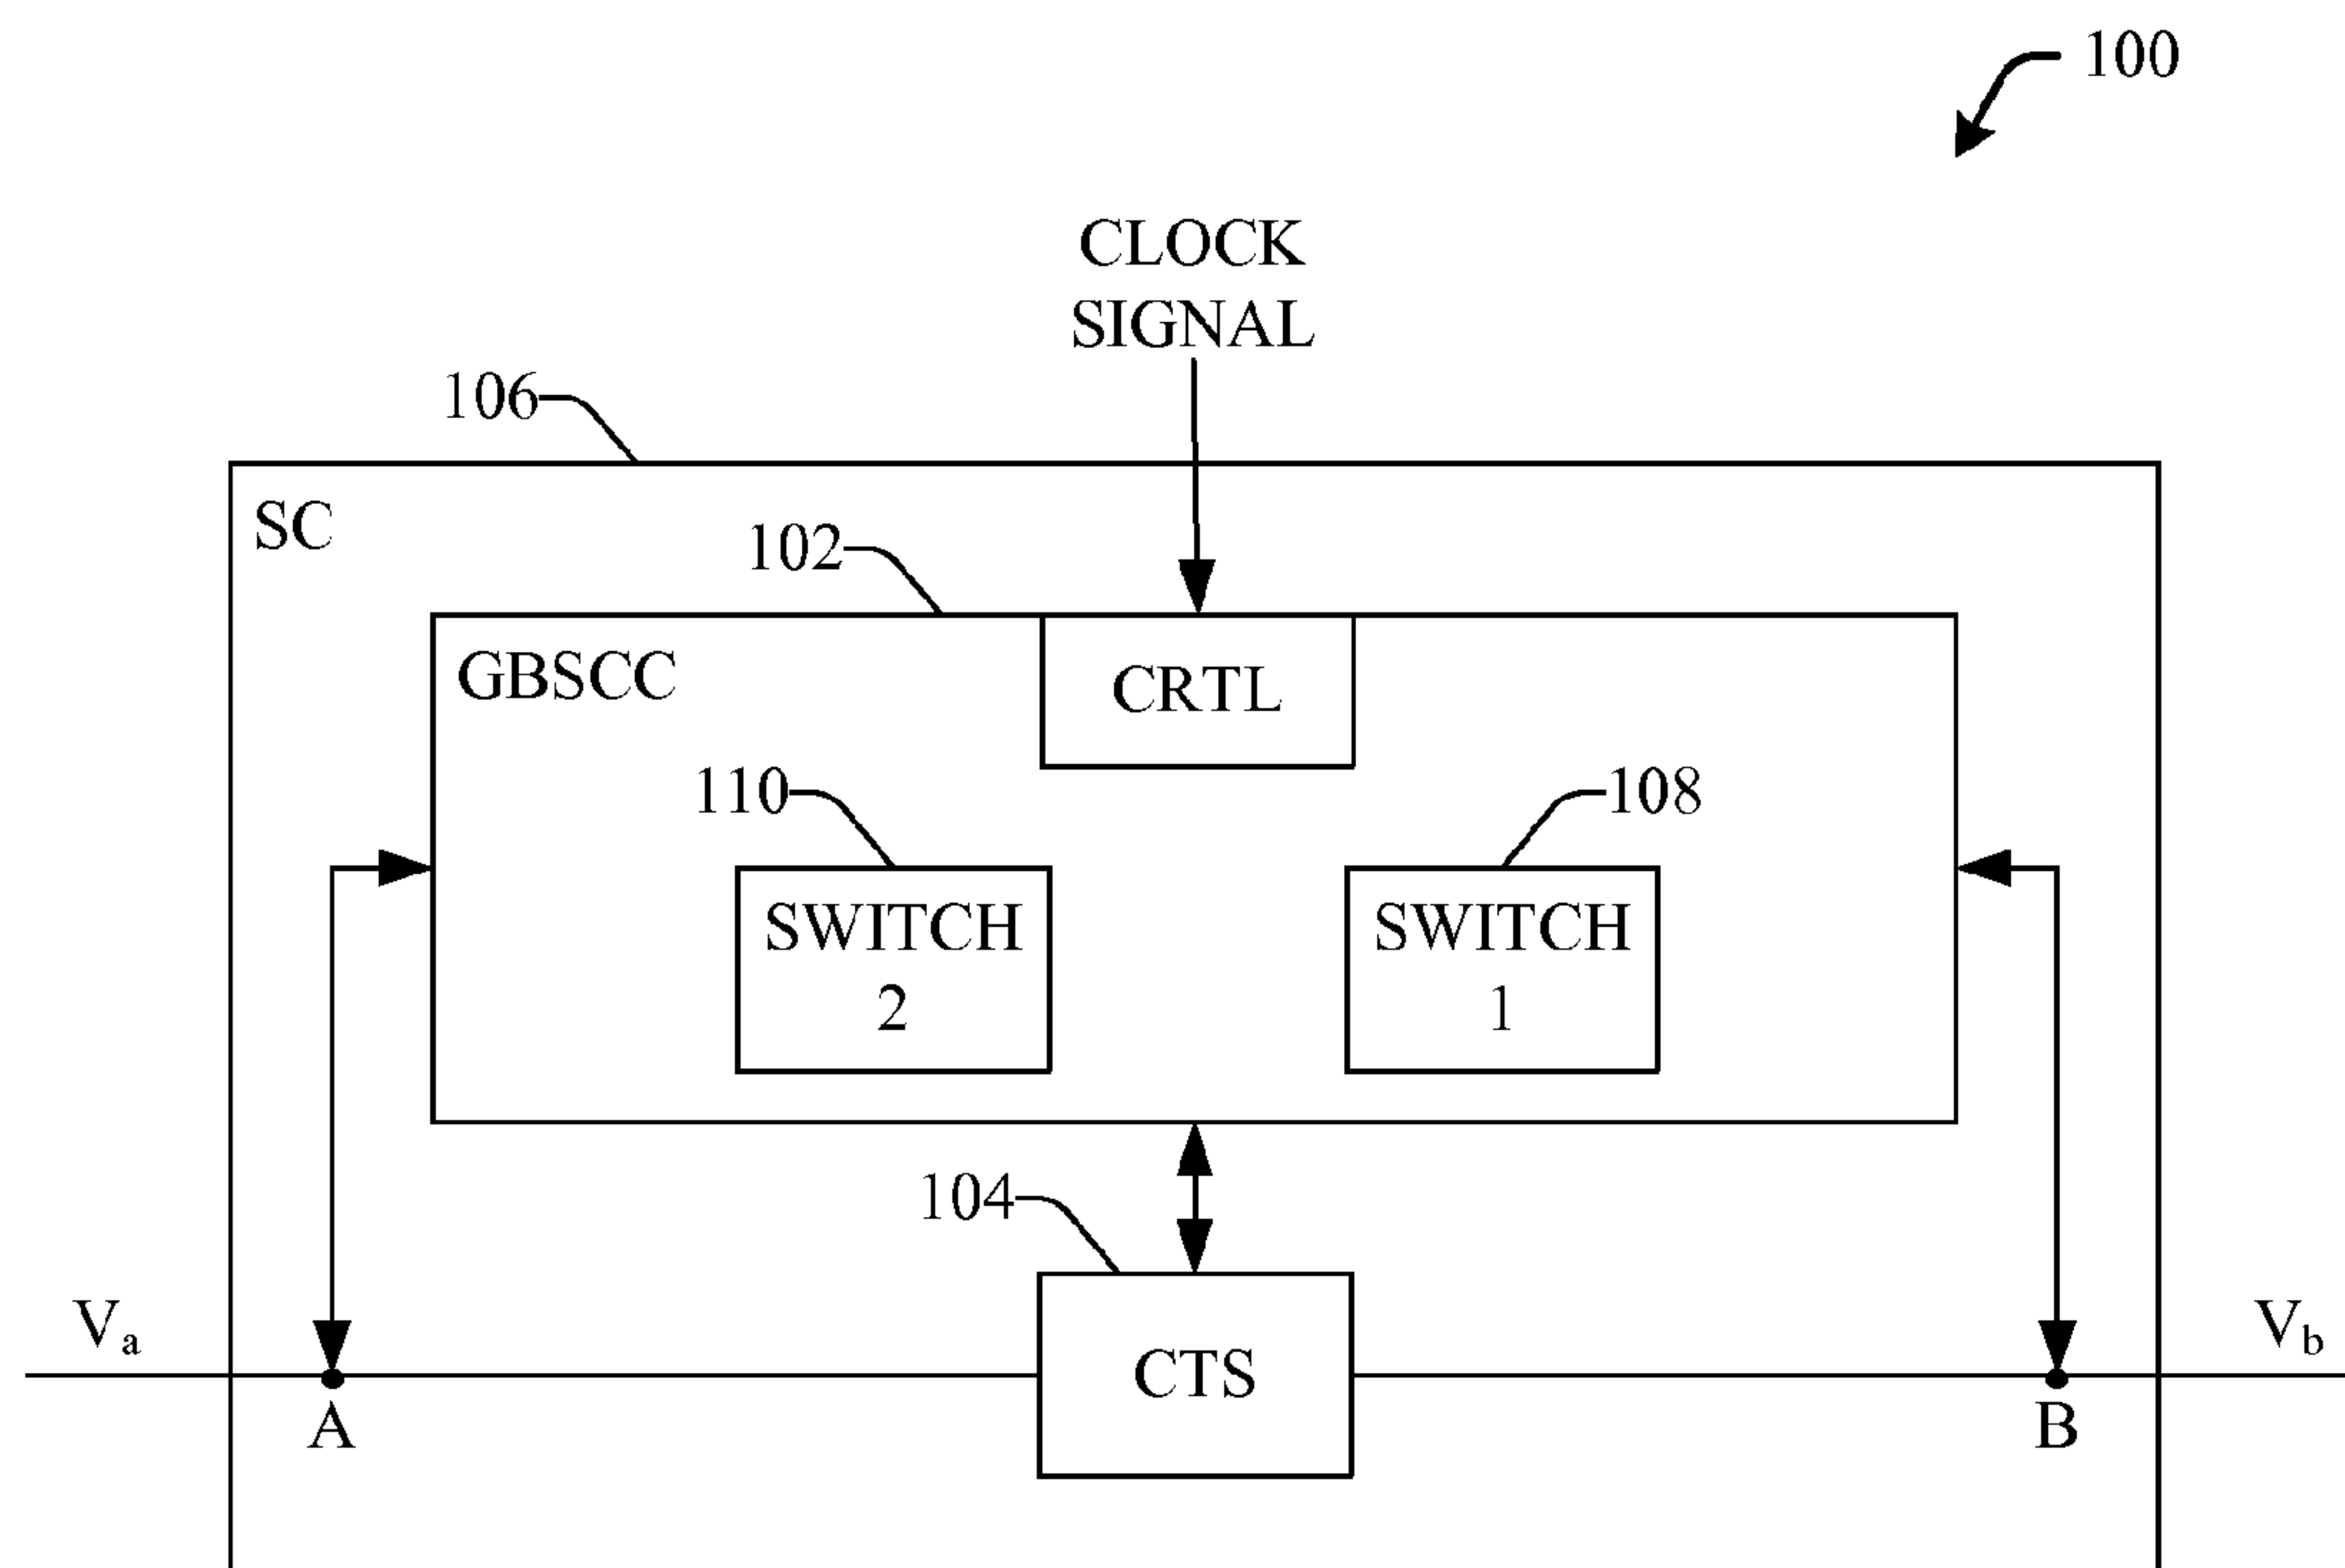 100
CLOCK
SIGNAL
106
SC
102
GBSCC
CRTL
110
108
SWITCH
2
SWITCH
1
104
Va
CTS
Vb
A
B